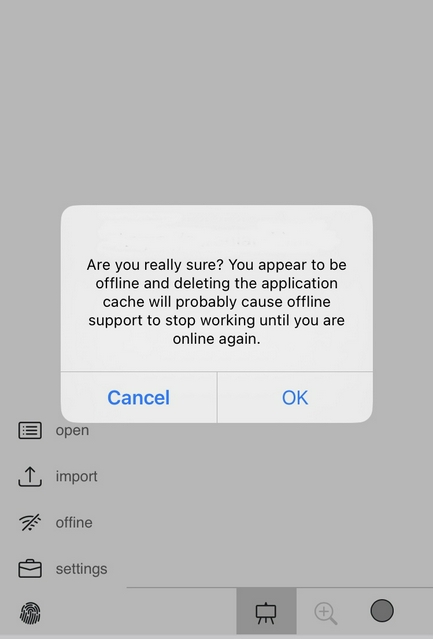 Are you really sure? You appear to be
offline and deleting the application
cache will probably cause offline
support to stop working until you are
online again.
Cancel
OK
open
import
offine
settings